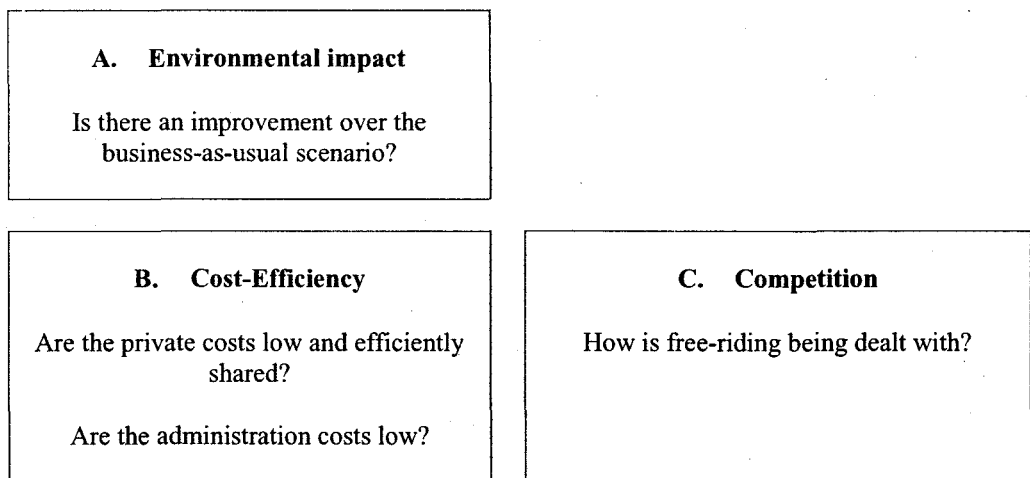 A. Environmental impact
Is there an improvement over the
business-as-usual scenario?
B. Cost-Efficiency
Are the private costs low and efficiently
shared?
Are the administration costs low?
C. Competition
How is free-riding being dealt with?